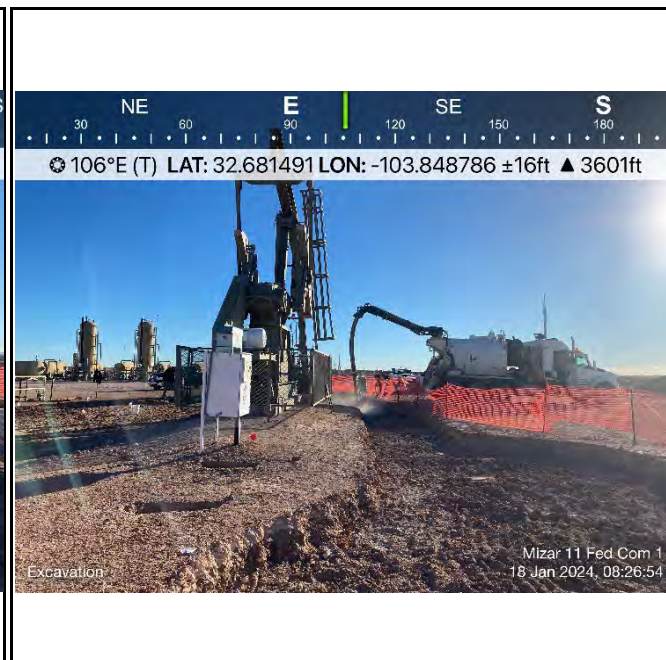 NE E SE S
30 60 90 120 150 180
106°E (T) LAT: 32.681491 LON: -103.848786 ±16ft ▲ 3601ft
Mizar 11 Fed Com 1
Excavation 18 Jan 2024, 08:26:54